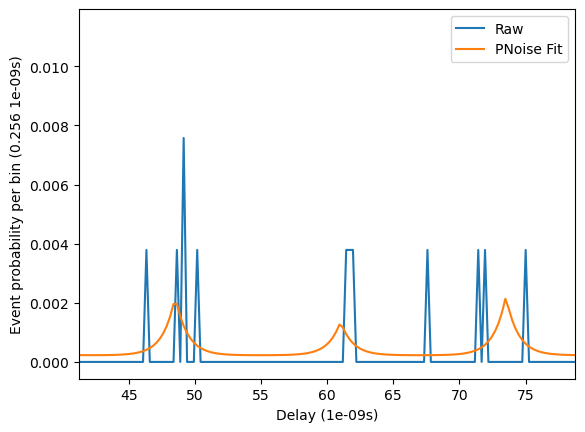 Raw
PNoise Fit
Event probability per bin (0.256 1e-09s)
0.010
0.008
0.006
0.004
0.002
0.000
45 50 55 60 65 70 75
Delay (1e-09s)